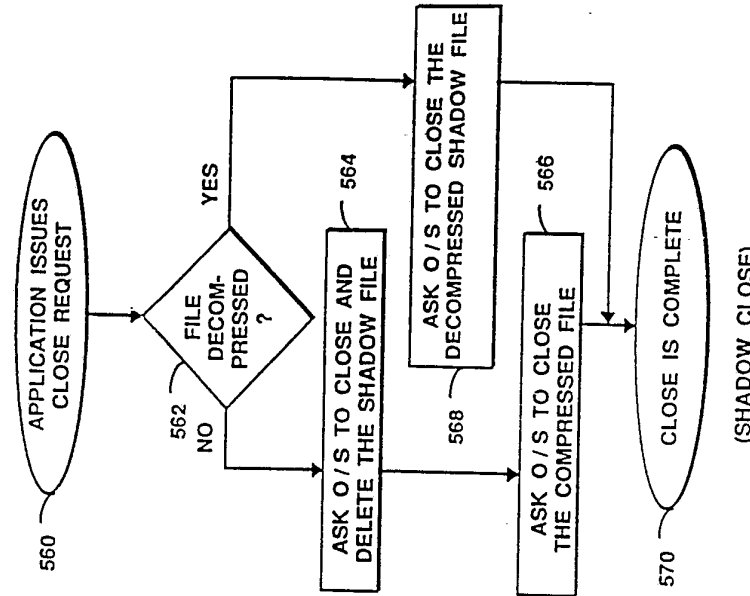 560
APPLICATION ISSUES
CLOSE REQUEST
562
FILE
DECOM-
PRESSED
?
NO
YES
564
ASK O/S TO CLOSE AND
DELETE THE SHADOW FILE
568
ASK O/S TO CLOSE THE
DECOMPRESSED SHADOW FILE
566
ASK O/S TO CLOSE
THE COMPRESSED FILE
570
CLOSE IS COMPLETE
(SHADOW CLOSE)